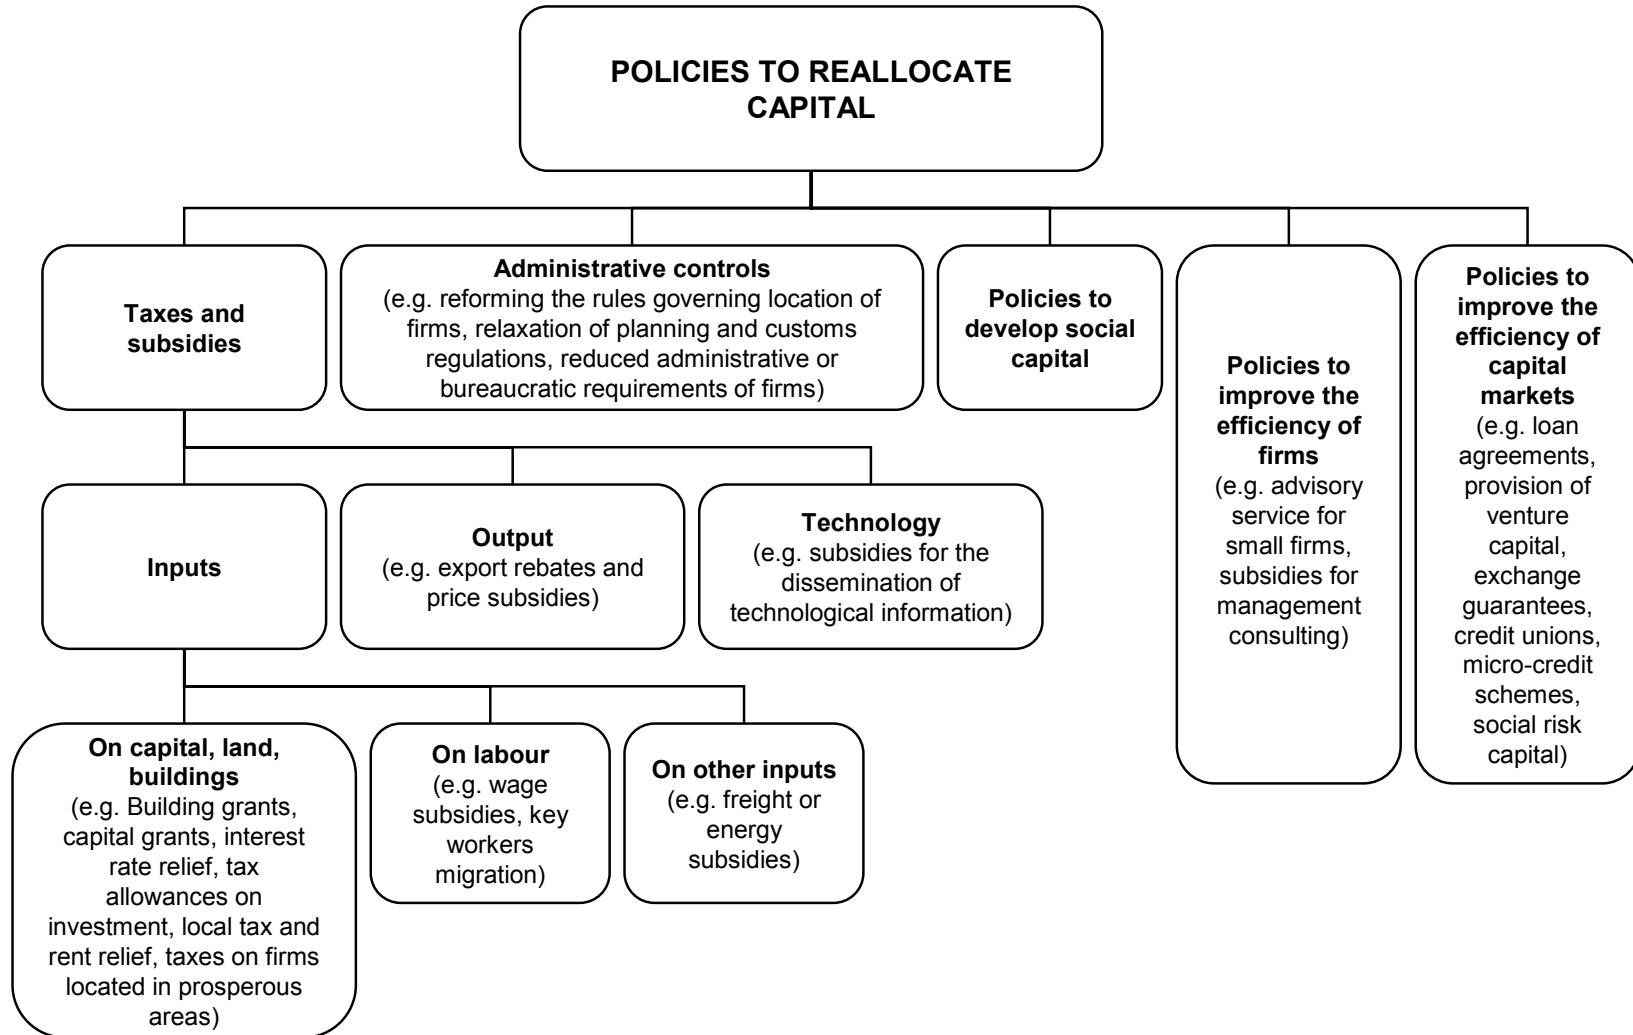 POLICIES TO REALLOCATE
CAPITAL
Taxes and
subsidies
Administrative controls
(e.g. reforming the rules governing location of
firms, relaxation of planning and customs
regulations, reduced administrative or
bureaucratic requirements of firms)
Policies to
develop social
capital
Policies to
improve the
efficiency of
firms
(e.g. advisory
service for
small firms,
subsidies for
management
consulting)
Policies to
improve the
efficiency of
capital
markets
(e.g. loan
agreements,
provision of
venture
capital,
exchange
guarantees,
credit unions,
micro-credit
schemes,
social risk
capital)
Inputs
Output
(e.g. export rebates and
price subsidies)
Technology
(e.g. subsidies for the
dissemination of
technological information)
On capital, land,
buildings
(e.g. Building grants,
capital grants, interest
rate relief, tax
allowances on
investment, local tax and
rent relief, taxes on firms
located in prosperous
areas)
On labour
(e.g. wage
subsidies, key
workers
migration)
On other inputs
(e.g. freight or
energy
subsidies)